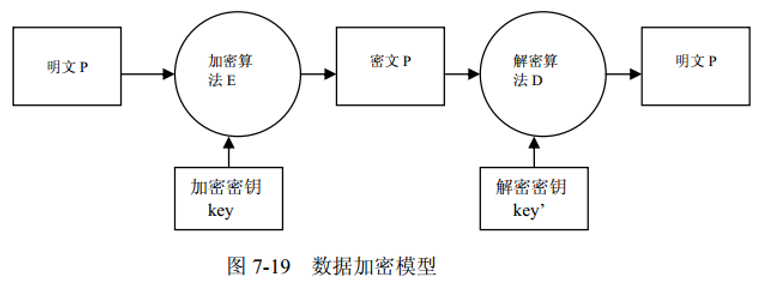 明文 P
加密算
法 E
密文 P
解密算
法 D
明文 P
加密密钥
key
解密密钥
key’
图 7-19 数据加密模型